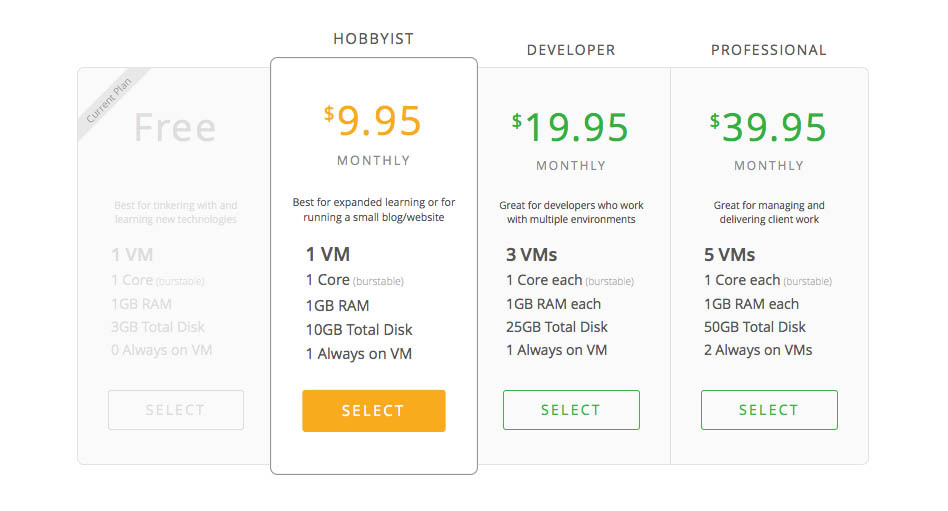 Current Plan
Free
Best for tinkering with and
learning new technologies
1 VM
1 Core (burstable)
1GB RAM
3GB Total Disk
0 Always on VM
SELECT
HOBBYIST
$9.95
MONTHLY
Best for expanded learning or for
running a small blog/website
1 VM
1 Core (burstable)
1GB RAM
10GB Total Disk
1 Always on VM
SELECT
DEVELOPER
$19.95
MONTHLY
Great for developers who work
with multiple environments
3 VMs
1 Core each (burstable)
1GB RAM each
25GB Total Disk
1 Always on VM
SELECT
PROFESSIONAL
$39.95
MONTHLY
Great for managing and
delivering client work
5 VMs
1 Core each (burstable)
1GB RAM each
50GB Total Disk
2 Always on VMs
SELECT